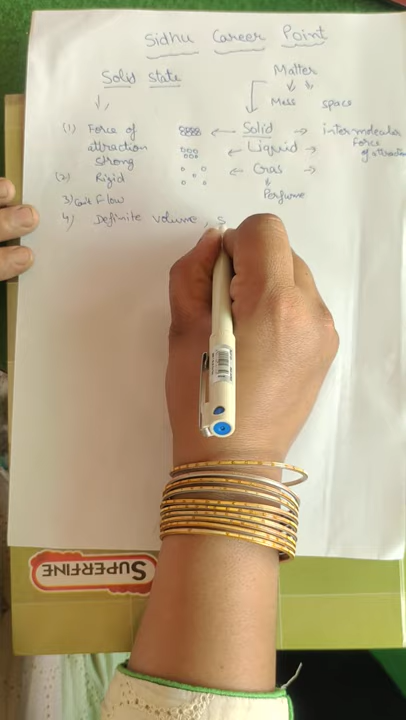 Sidhu Career Point
Solid State
Matter
Mass space
(1) Force of attraction strong
Solid → intermolecular force of attraction
Liquid →
(2) Rigid
Gas →
Perfume
3) Can't Flow
4) Definite volume, S
SUPERFINE